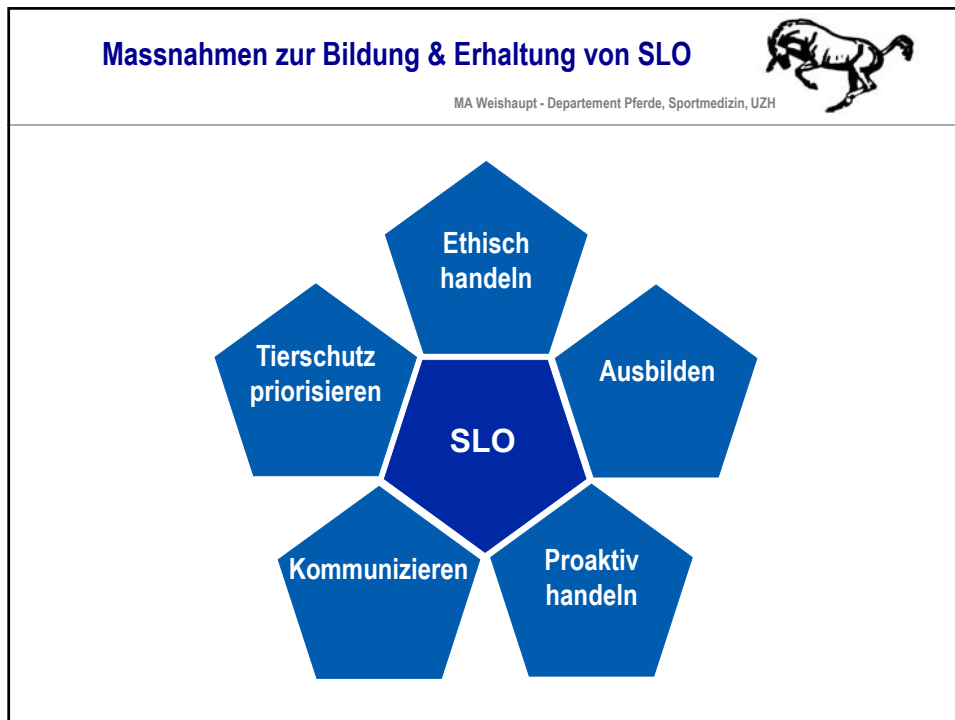 Massnahmen zur Bildung & Erhaltung von SLO
MA Weishaupt - Departement Pferde, Sportmedizin, UZH
Ethisch
handeln
Tierschutz
priorisieren
Ausbilden
SLO
Kommunizieren
Proaktiv
handeln